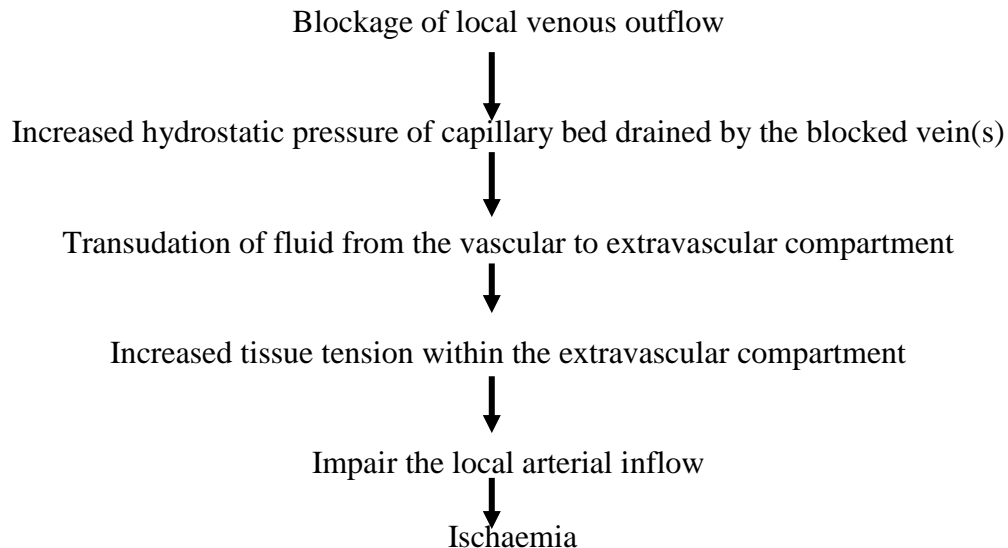 Blockage of local venous outflow
Increased hydrostatic pressure of capillary bed drained by the blocked vein(s)
Transudation of fluid from the vascular to extravascular compartment
Increased tissue tension within the extravascular compartment
Impair the local arterial inflow
Ischaemia